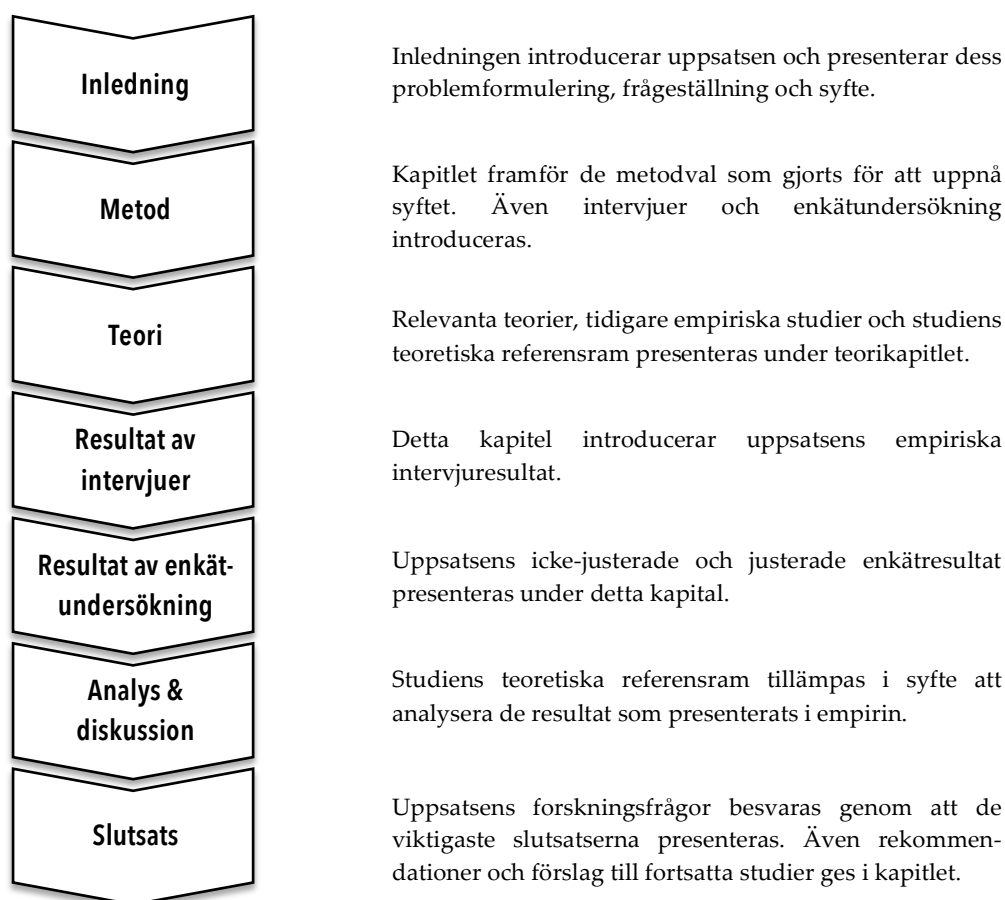 Inledning
Inledningen introducerar uppsatsen och presenterar dess
problemformulering, frågeställning och syfte.
Metod
Kapitlet framför de metodval som gjorts för att uppnå
syftet. Även intervjuer och enkätundersökning
introduceras.
Teori
Relevanta teorier, tidigare empiriska studier och studiens
teoretiska referensram presenteras under teorikapitlet.
Resultat av
intervjuer
Detta kapitel introducerar uppsatsens empiriska
intervjuresultat.
Resultat av enkät-
undersökning
Uppsatsens icke-justerade och justerade enkätresultat
presenteras under detta kapital.
Analys &
diskussion
Studiens teoretiska referensram tillämpas i syfte att
analysera de resultat som presenterats i empirin.
Slutsats
Uppsatsens forskningsfrågor besvaras genom att de
viktigaste slutsatserna presenteras. Även rekommen-
dationer och förslag till fortsatta studier ges i kapitlet.